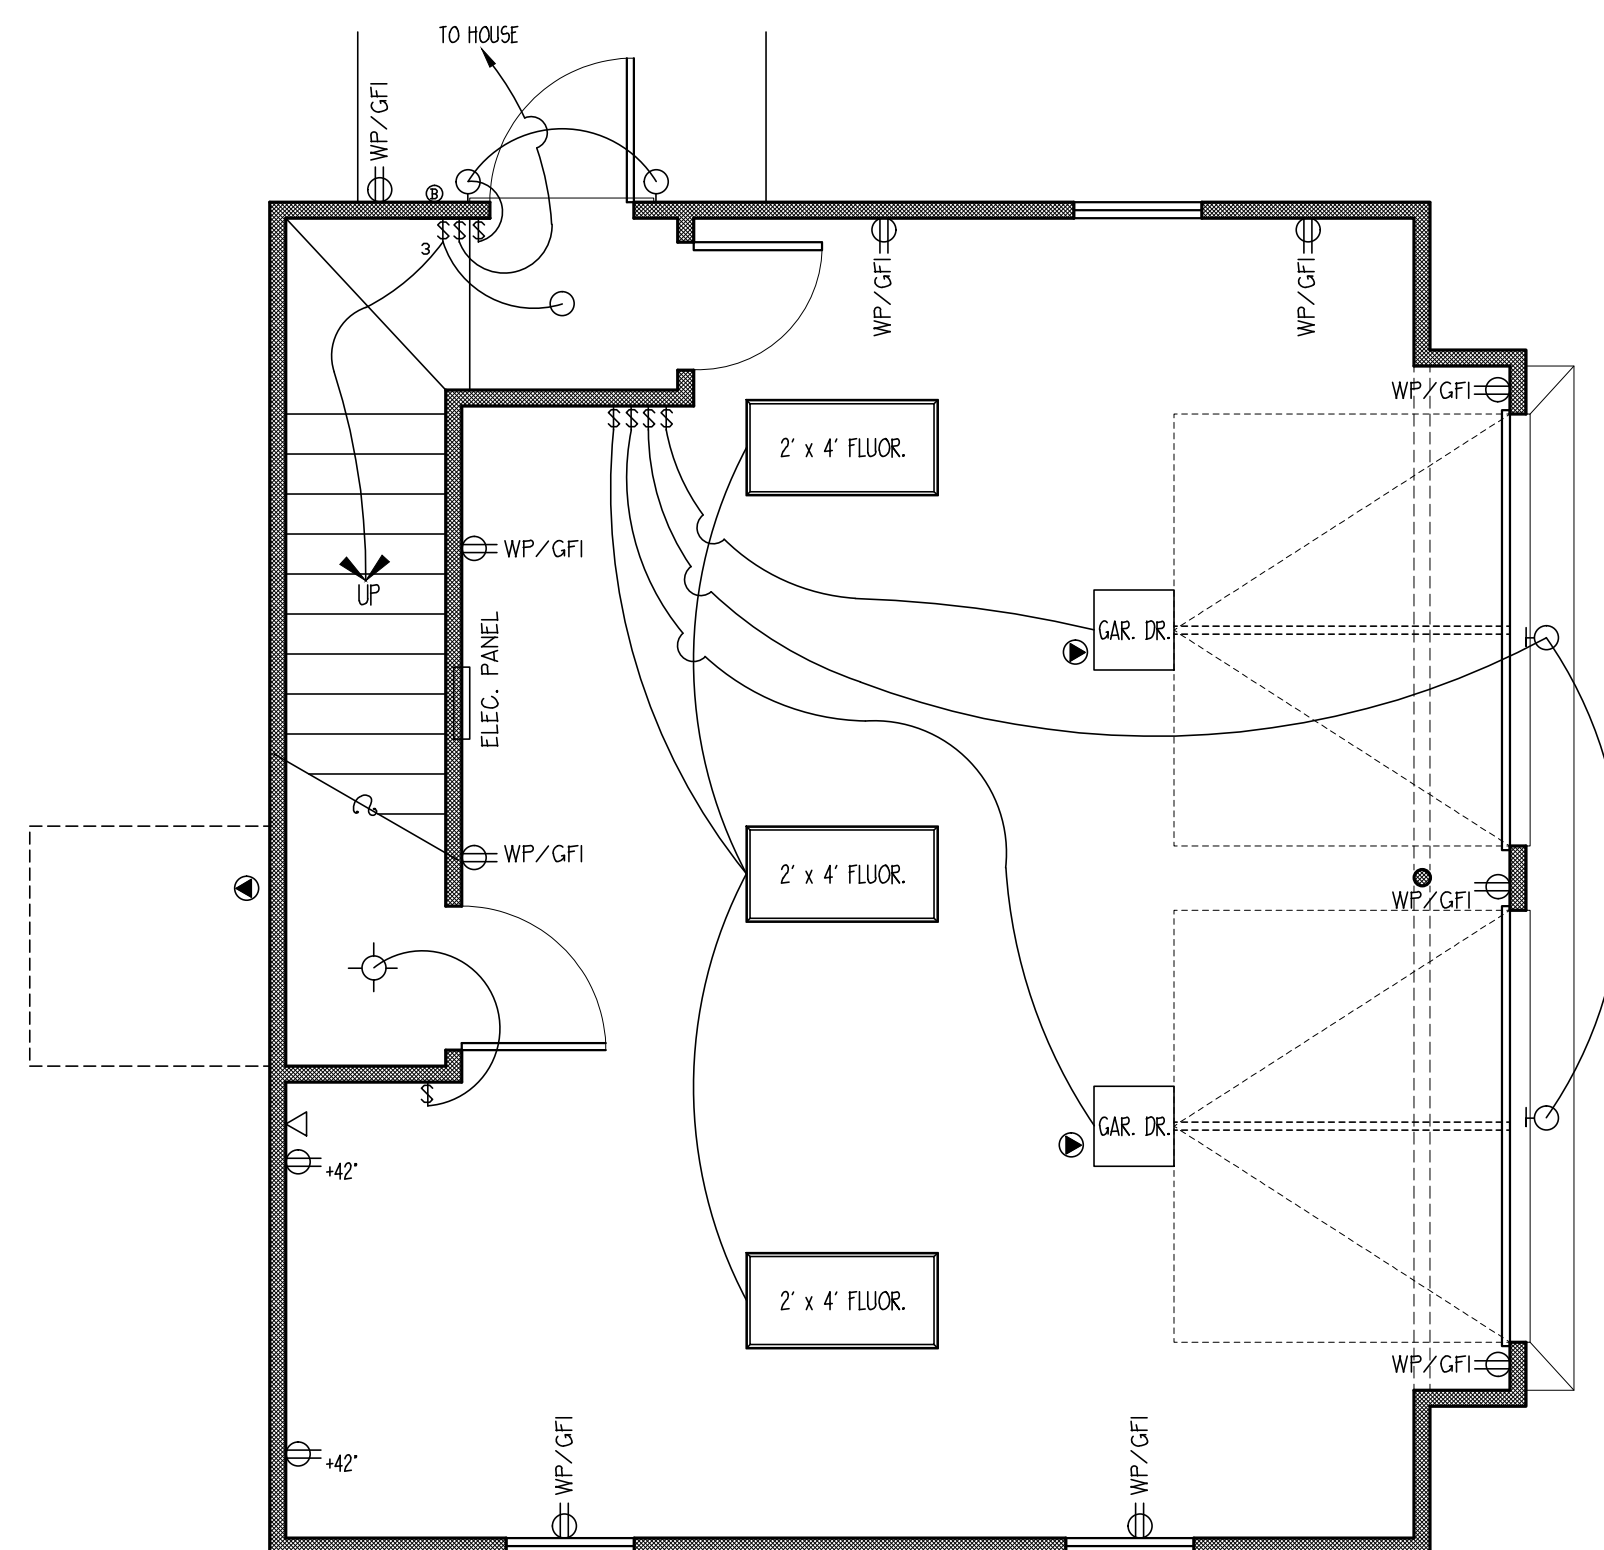 TO HOUSE
WP/GFI
B
$ $ $
3
WP/GFI
WP/GFI
WP/GFI
$ $ $ $
2' x 4' FLUOR.
WP/GFI
UP
ELEC. PANEL
GAR. DR.
WP/GFI
2' x 4' FLUOR.
WP/GFI
$
GAR. DR.
+42"
2' x 4' FLUOR.
WP/GFI
+42"
WP/GFI
WP/GFI